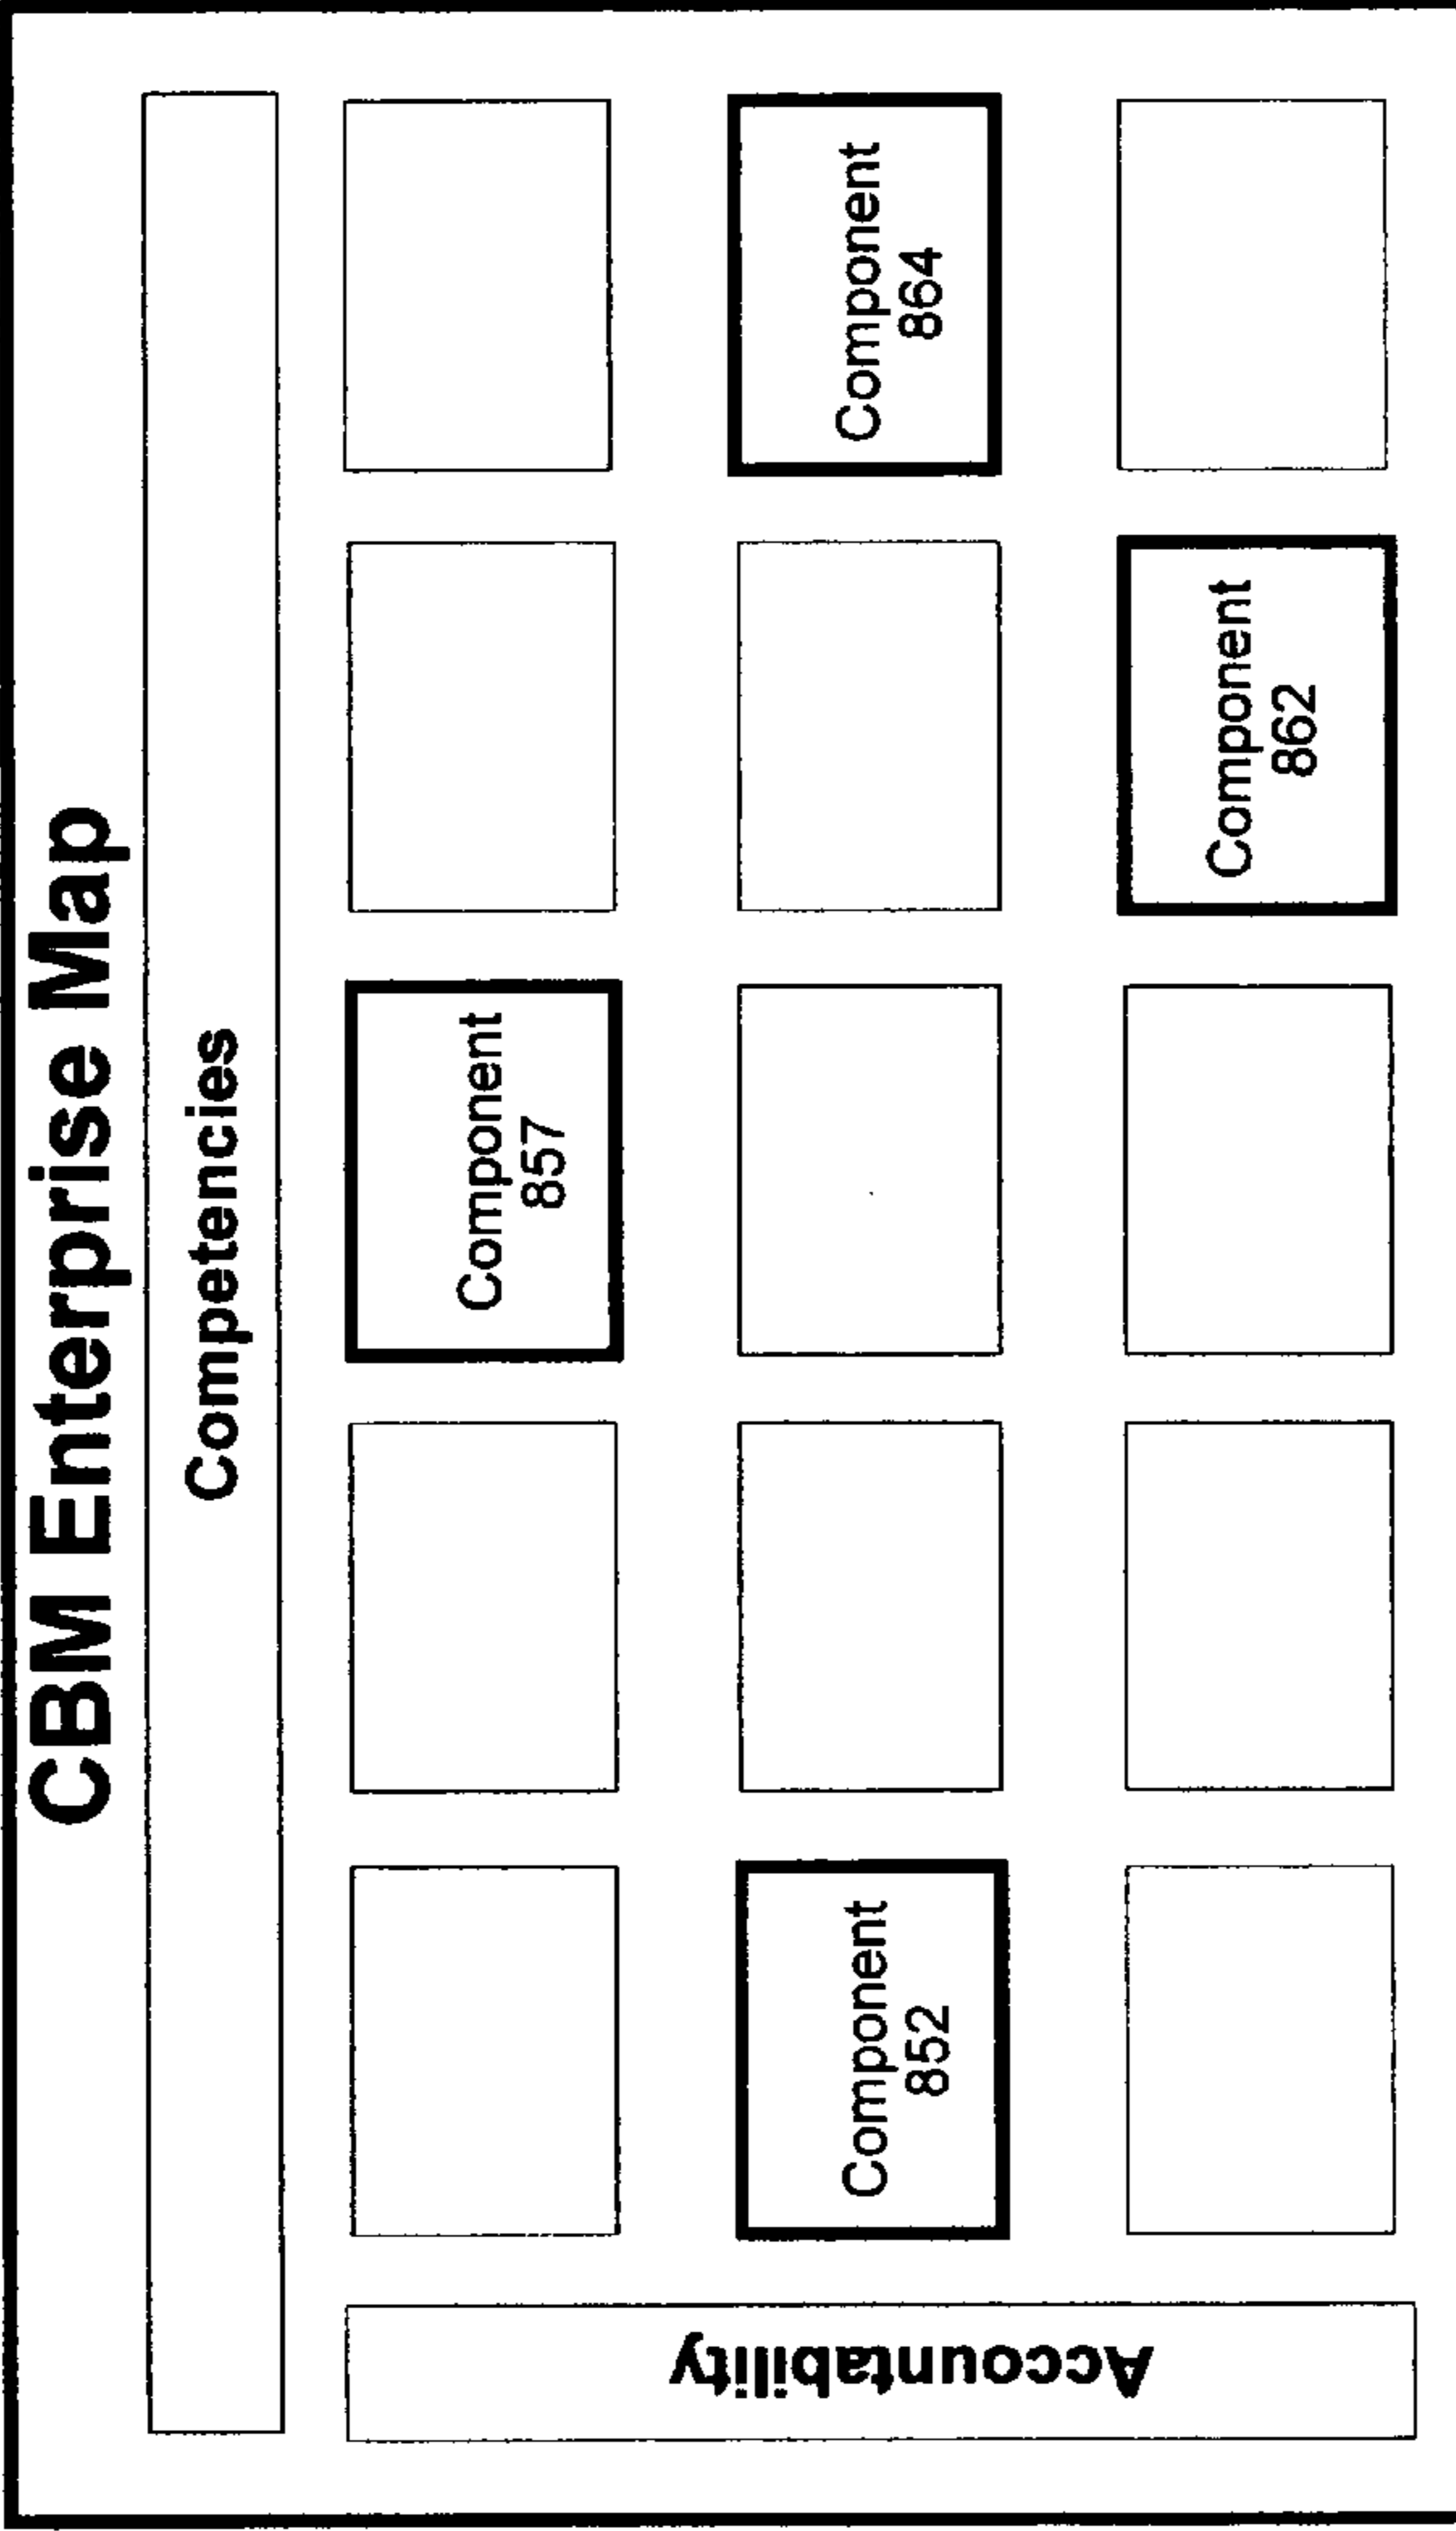 CBM Enterprise Map
Competencies
Component
857
Accountability
Component
852
Component
864
Component
862